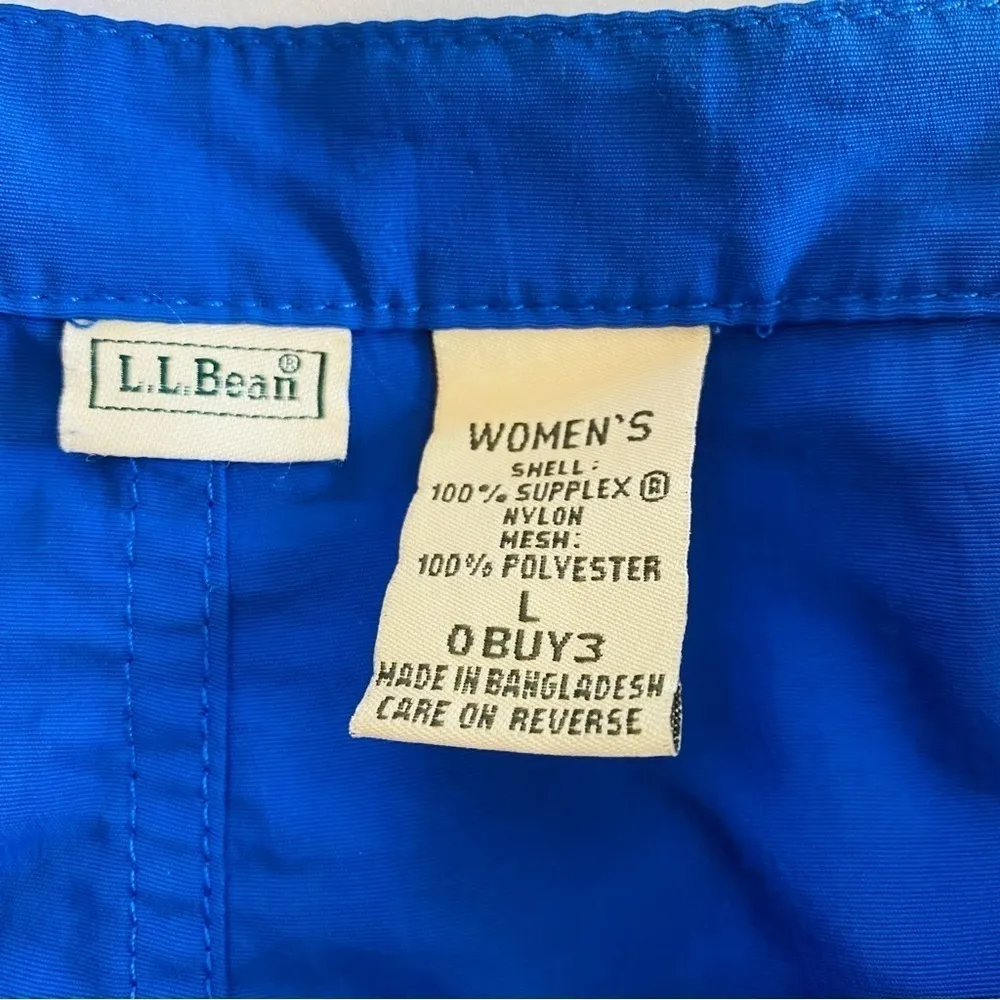 L.L.Bean®
WOMEN'S
SHELL:
100% SUPPLEX ®
NYLON
MESH:
100% POLYESTER
L
0BUY3
MADE IN BANGLADESH
CARE ON REVERSE